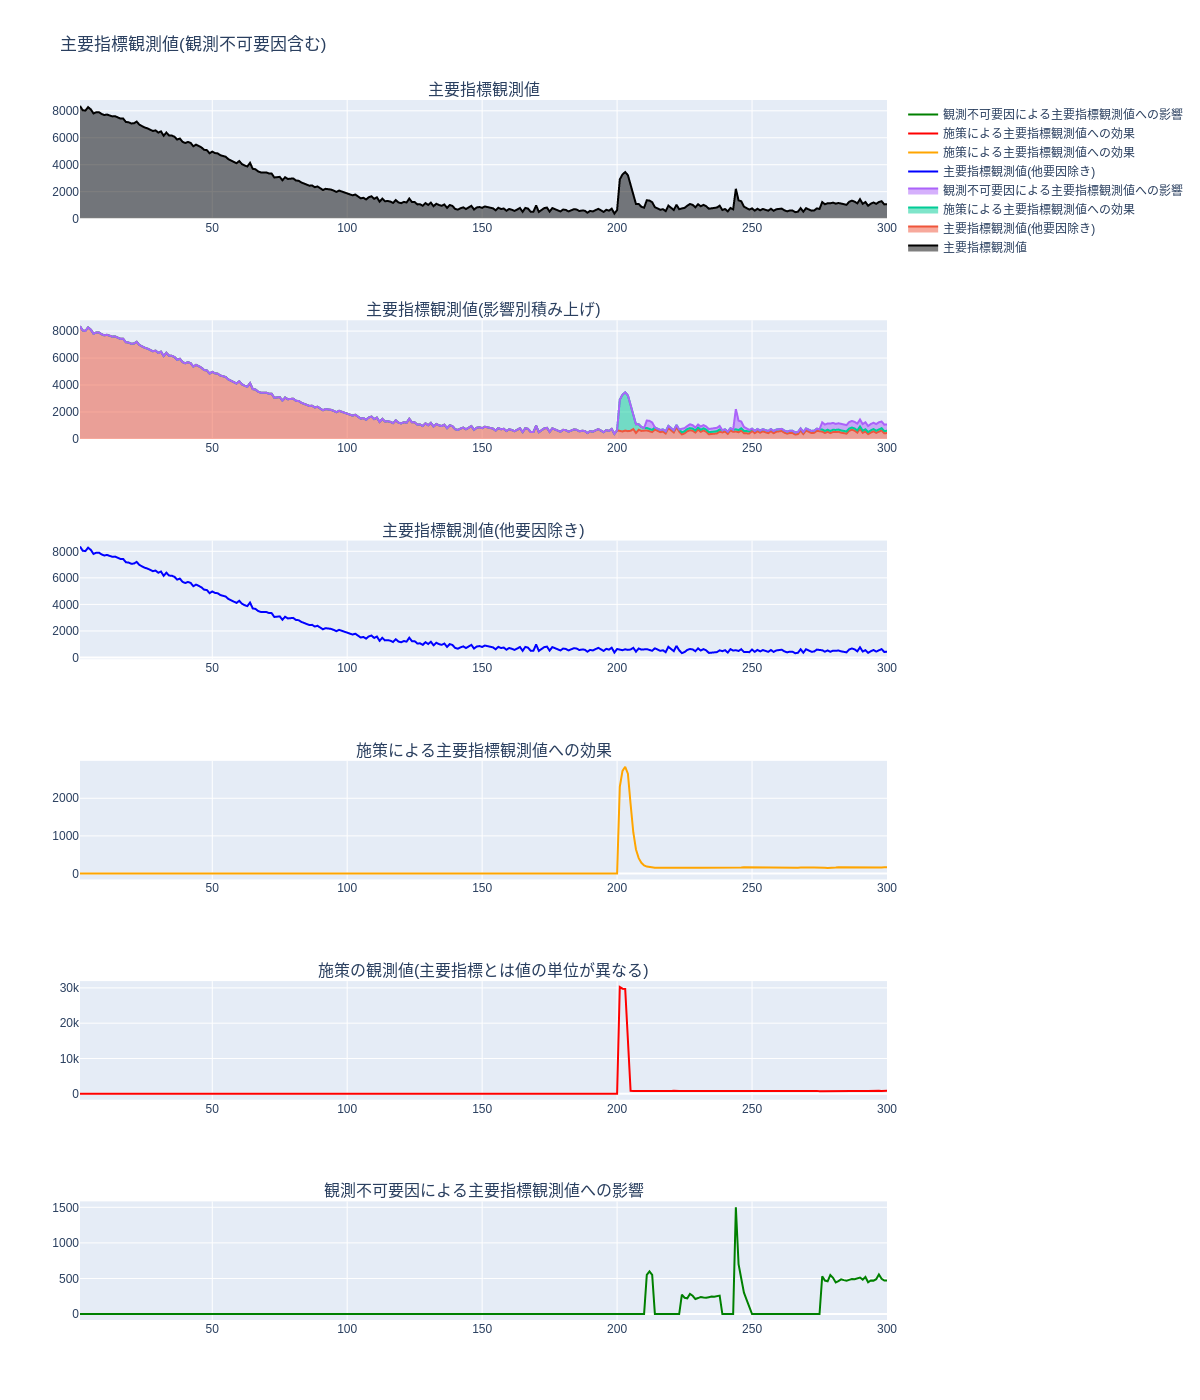 主要指標観測値(観測不可要因含む)
主要指標観測値
8000
6000
4000
2000
0
50 100 150 200 250 300
観測不可要因による主要指標観測値への影響
施策による主要指標観測値への効果
施策による主要指標観測値への効果
主要指標観測値(他要因除き)
観測不可要因による主要指標観測値への影響
施策による主要指標観測値への効果
主要指標観測値(他要因除き)
主要指標観測値
主要指標観測値(影響別積み上げ)
8000
6000
4000
2000
0
50 100 150 200 250 300
主要指標観測値(他要因除き)
8000
6000
4000
2000
0
50 100 150 200 250 300
施策による主要指標観測値への効果
2000
1000
0
50 100 150 200 250 300
施策の観測値(主要指標とは値の単位が異なる)
30k
20k
10k
0
50 100 150 200 250 300
観測不可要因による主要指標観測値への影響
1500
1000
500
0
50 100 150 200 250 300